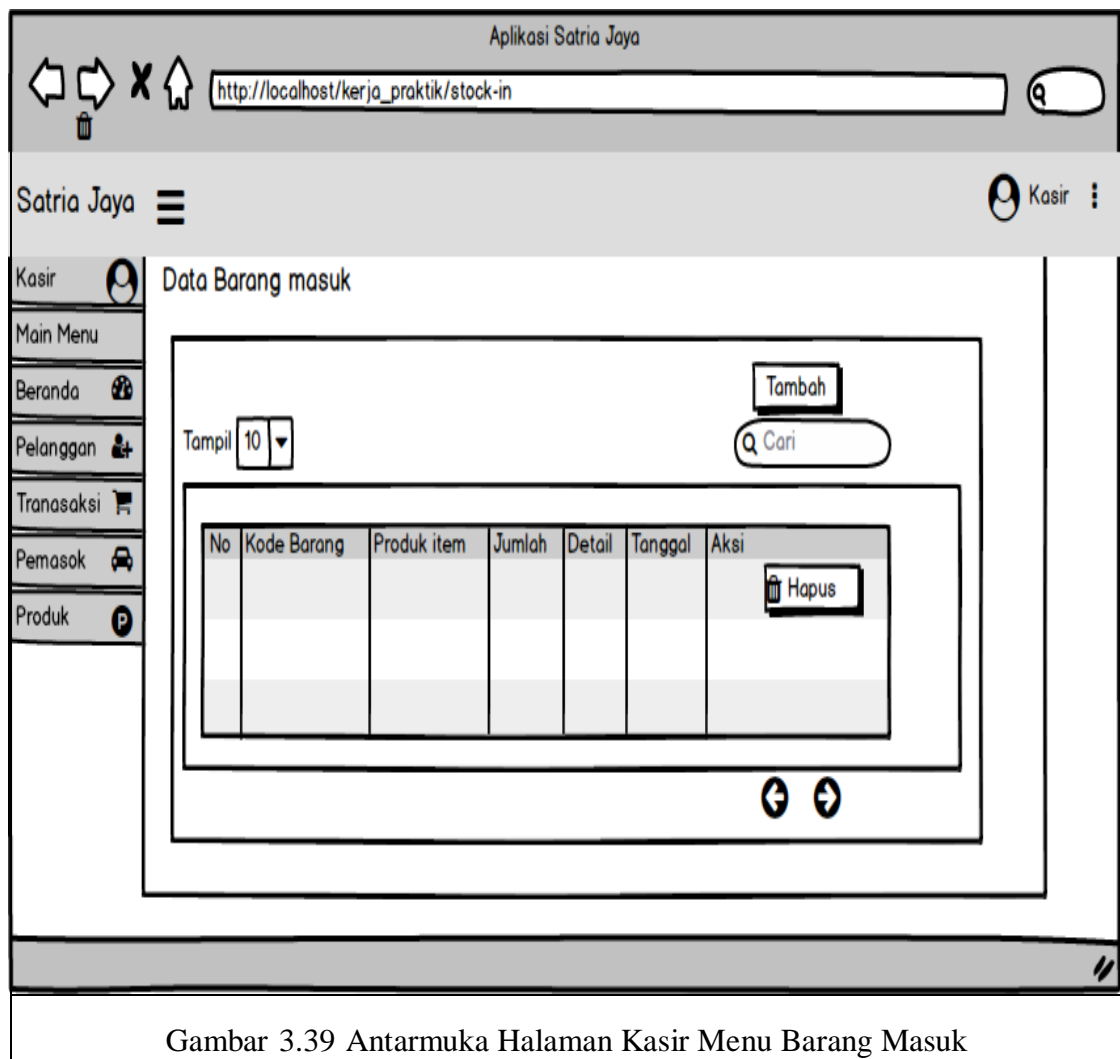 Aplikasi Satria Jaya
http://localhost/kerja_praktik/stock-in
Satria Jaya
Kasir
Kasir
Main Menu
Beranda
Pelanggan
Tranasaksi
Pemasok
Produk
Data Barang masuk
Tambah
Tampil 10
Cari
No Kode Barang Produk item Jumlah Detail Tanggal Aksi
Hapus
Gambar 3.39 Antarmuka Halaman Kasir Menu Barang Masuk